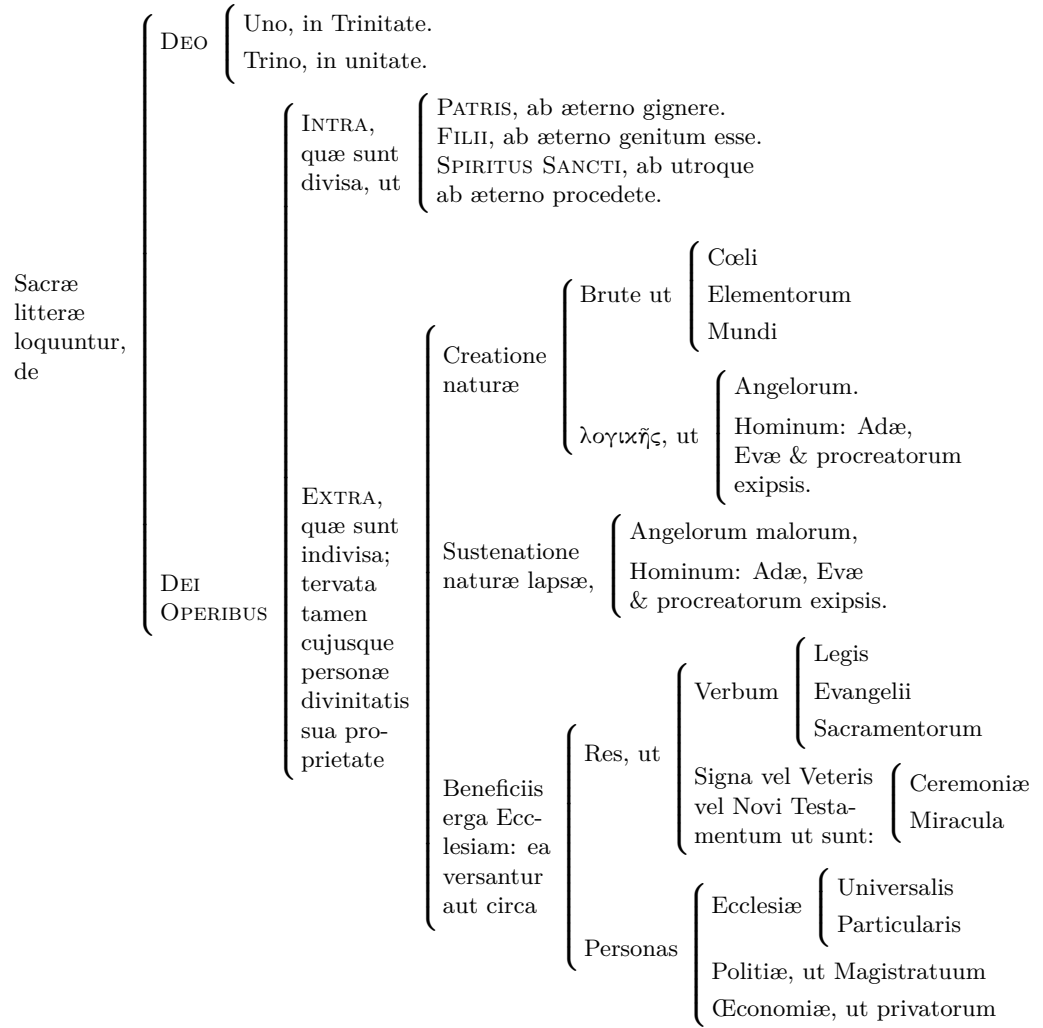 Sacræ
litteræ
loquuntur,
de
DEO
Uno, in Trinitate.
Trino, in unitate.
DEI
OPERIBUS
INTRA,
quæ sunt
divisa, ut
PATRIS, ab æterno gignere.
FILII, ab æterno genitum esse.
SPIRITUS SANCTI, ab utroque
ab æterno procedete.
EXTRA,
quæ sunt
indivisa;
tervata
tamen
cujusque
personæ
divinitatis
sua pro-
prietate
Creatione
naturæ
Brute ut
Cœli
Elementorum
Mundi
λογικῆς, ut
Angelorum.
Hominum: Adæ,
Evæ & procreatorum
exipsis.
Sustenatione
naturæ lapsæ,
Angelorum malorum,
Hominum: Adæ, Evæ
& procreatorum exipsis.
Beneficiis
erga Ecc-
lesiam: ea
versantur
aut circa
Res, ut
Verbum
Legis
Evangelii
Sacramentorum
Signa vel Veteris
vel Novi Testa-
mentum ut sunt:
Ceremoniæ
Miracula
Personas
Ecclesiæ
Universalis
Particularis
Politiæ, ut Magistratuum
Œconomiæ, ut privatorum